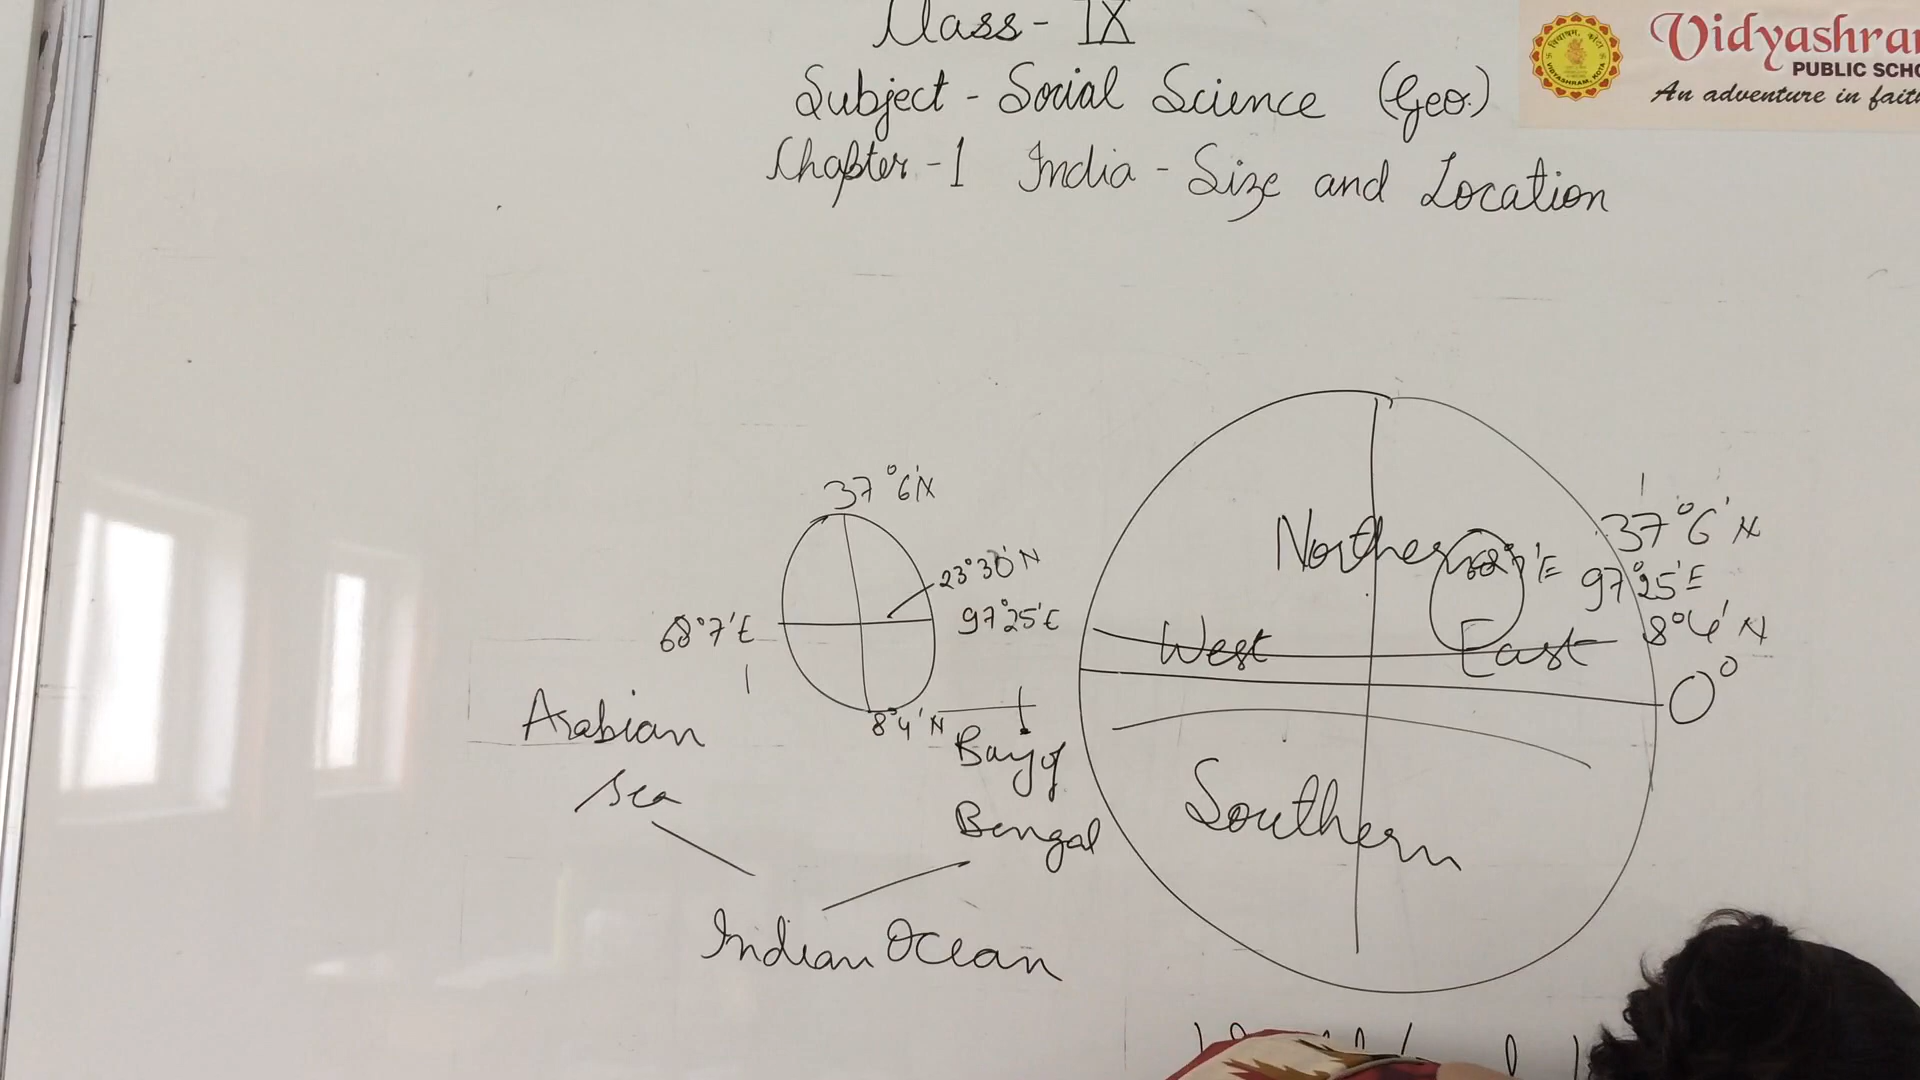 Class - IX
Subject - Social Science (Geo.)
Chapter - 1 India - Size and Location
Vidyashram
PUBLIC SCHO
An adventure in faith
37°6'N
23°30'N
68°7'E
97°25'E
8°4'N
Arabian
Sea
Bay of
Bengal
Indian Ocean
Northern
37°6'N
97°25'E
8°4'N
West
East
0°
Southern